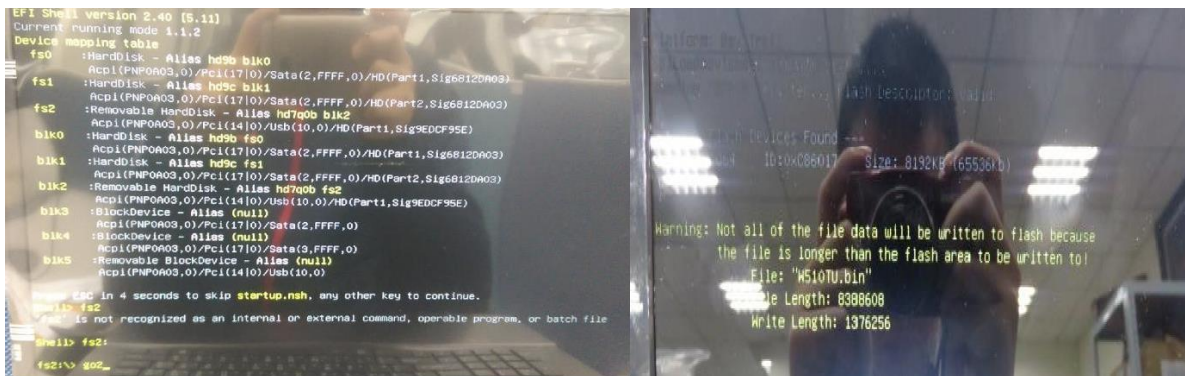 EFI Shell version 2.40 [5.11]
Current running mode 1.1.2
Device mapping table
fs0 :HardDisk - Alias hd9b blk0
Acpi(PNP0A03,0)/Pci(17|0)/Sata(2,FFFF,0)/HD(Part1,Sig6812DA03)
fs1 :HardDisk - Alias hd9c blk1
Acpi(PNP0A03,0)/Pci(17|0)/Sata(2,FFFF,0)/HD(Part2,Sig6812DA03)
fs2 :Removable HardDisk - Alias hd7q0b blk2
Acpi(PNP0A03,0)/Pci(14|0)/Usb(10,0)/HD(Part1,Sig9EDCF95E)
blk0 :HardDisk - Alias hd9b fs0
Acpi(PNP0A03,0)/Pci(17|0)/Sata(2,FFFF,0)/HD(Part1,Sig6812DA03)
blk1 :HardDisk - Alias hd9c fs1
Acpi(PNP0A03,0)/Pci(17|0)/Sata(2,FFFF,0)/HD(Part2,Sig6812DA03)
blk2 :Removable HardDisk - Alias hd7q0b fs2
Acpi(PNP0A03,0)/Pci(14|0)/Usb(10,0)/HD(Part1,Sig9EDCF95E)
blk3 :BlockDevice - Alias (null)
Acpi(PNP0A03,0)/Pci(17|0)/Sata(2,FFFF,0)
blk4 :BlockDevice - Alias (null)
Acpi(PNP0A03,0)/Pci(17|0)/Sata(3,FFFF,0)
blk5 :Removable BlockDevice - Alias (null)
Acpi(PNP0A03,0)/Pci(14|0)/Usb(10,0)
ESC in 4 seconds to skip startup.nsh, any other key to continue.
Shell> fs2
'fs2' is not recognized as an internal or external command, operable program, or batch file
Shell> fs2:
fs2:\> go2_
Flash Descriptor: Valid
Flash Devices Found ---
ID:0xC86017 Size: 8192KB (65536Kb)
Warning: Not all of the file data will be written to flash because
the file is longer than the flash area to be written to!
File: "W510TU.bin"
Length: 8388608
Write Length: 1376256